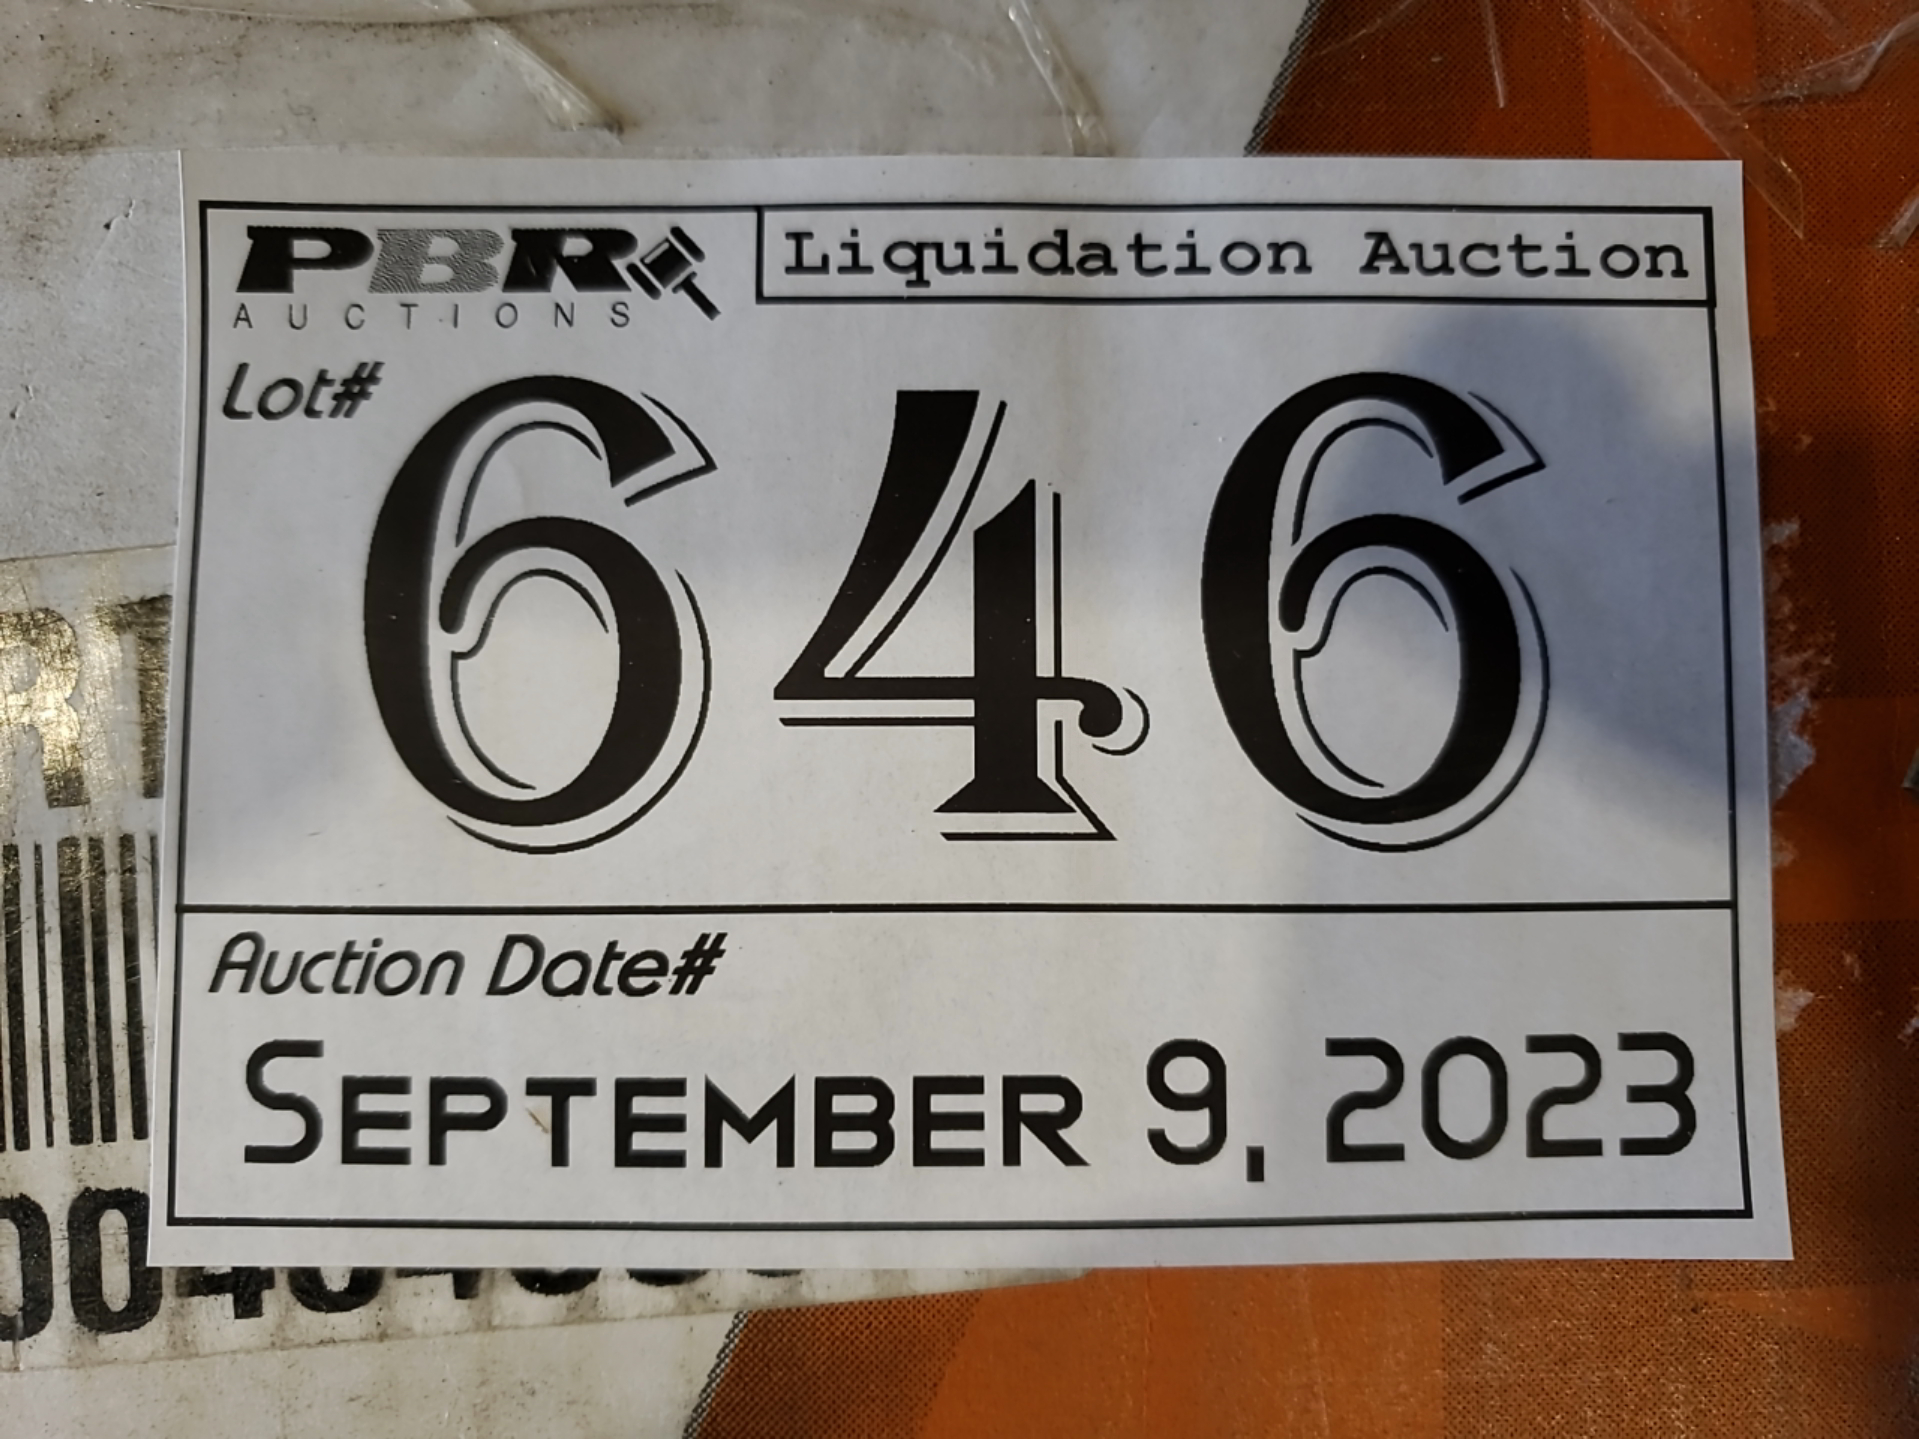 PBR
AUCTIONS
Liquidation Auction
Lot#
646
Auction Date#
SEPTEMBER 9, 2023